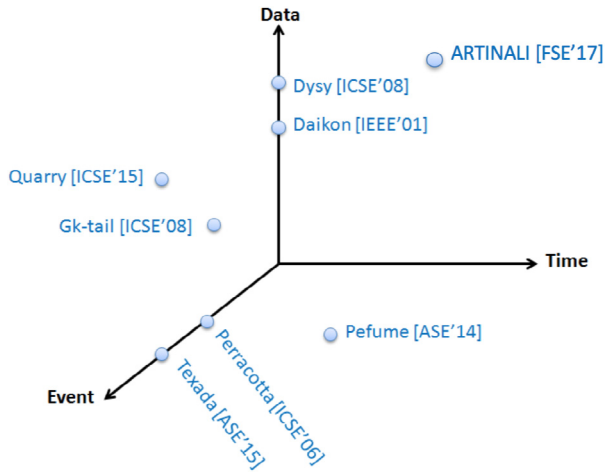 Data
ARTINALI [FSE'17]
Dysy [ICSE'08]
Daikon [IEEE'01]
Quarry [ICSE'15]
Gk-tail [ICSE'08]
Time
Pefume [ASE'14]
Perracotta [ICSE'06]
Texada [ASE'15]
Event